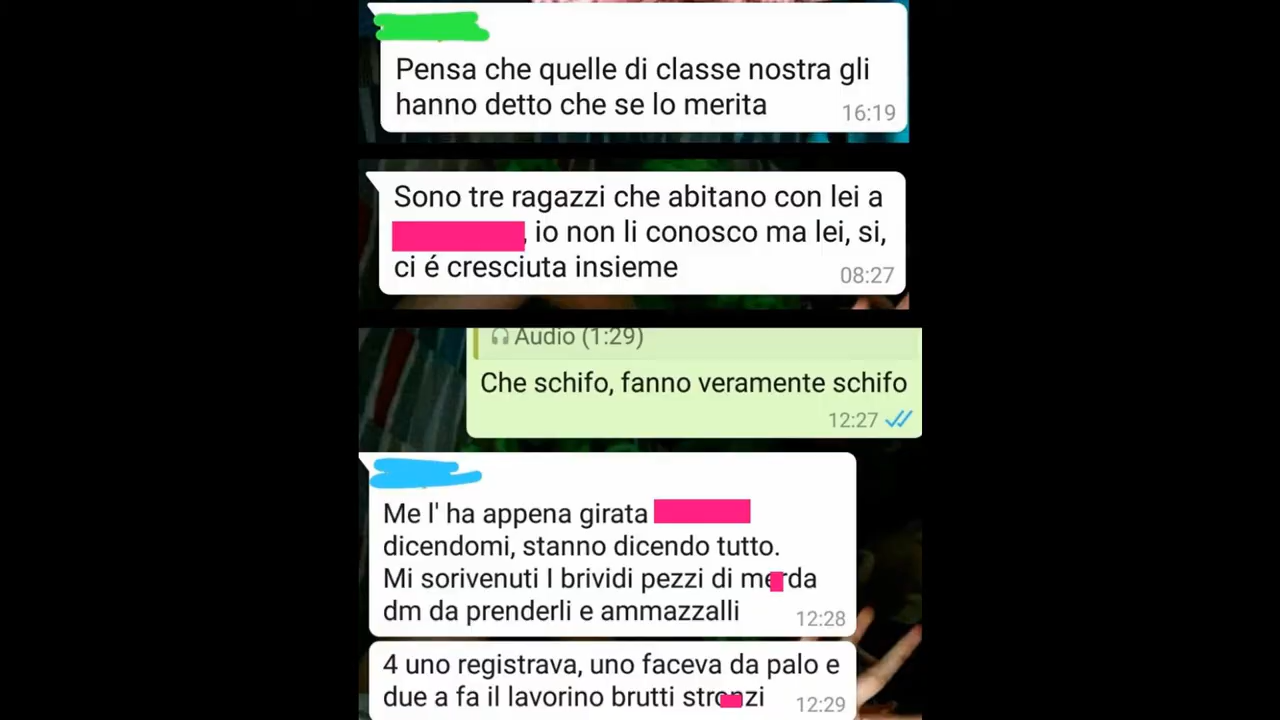 Pensa che quelle di classe nostra gli
hanno detto che se lo merita
16:19
Sono tre ragazzi che abitano con lei a
, io non li conosco ma lei, si,
ci é cresciuta insieme
08:27
Audio (1:29)
Che schifo, fanno veramente schifo
12:27
Me l' ha appena girata
dicendomi, stanno dicendo tutto.
Mi sorivenuti I brividi pezzi di merda
dm da prenderli e ammazzalli
12:28
4 uno registrava, uno faceva da palo e
due a fa il lavorino brutti stronzi
12:29